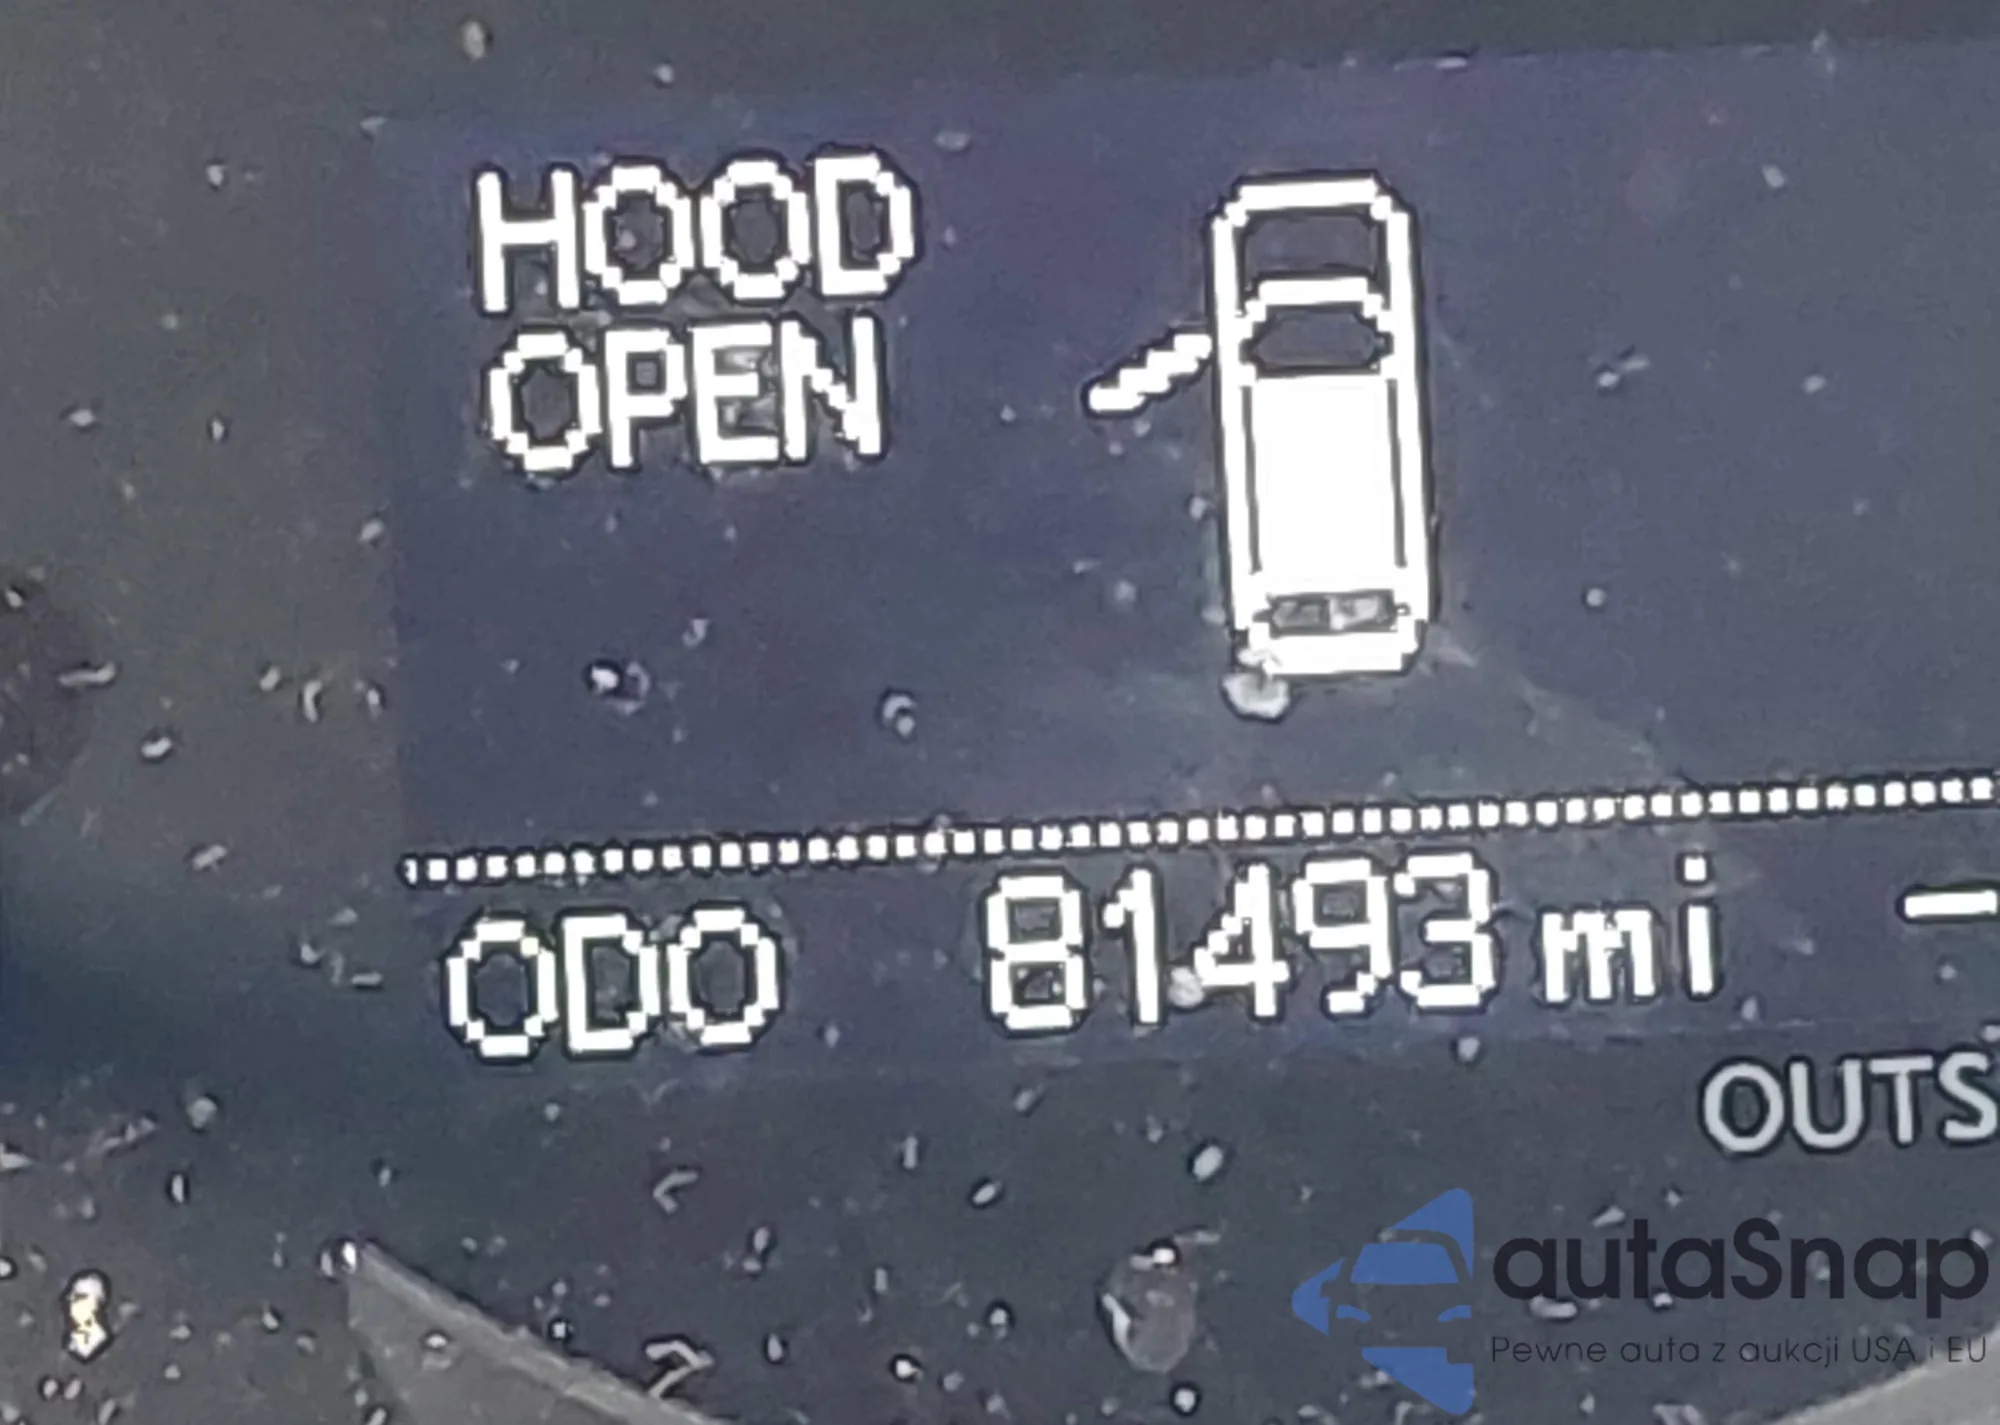 HOOD
OPEN
ODO 81493 mi —
OUTS
autaSnap
Pewne auta z aukcji USA i EU